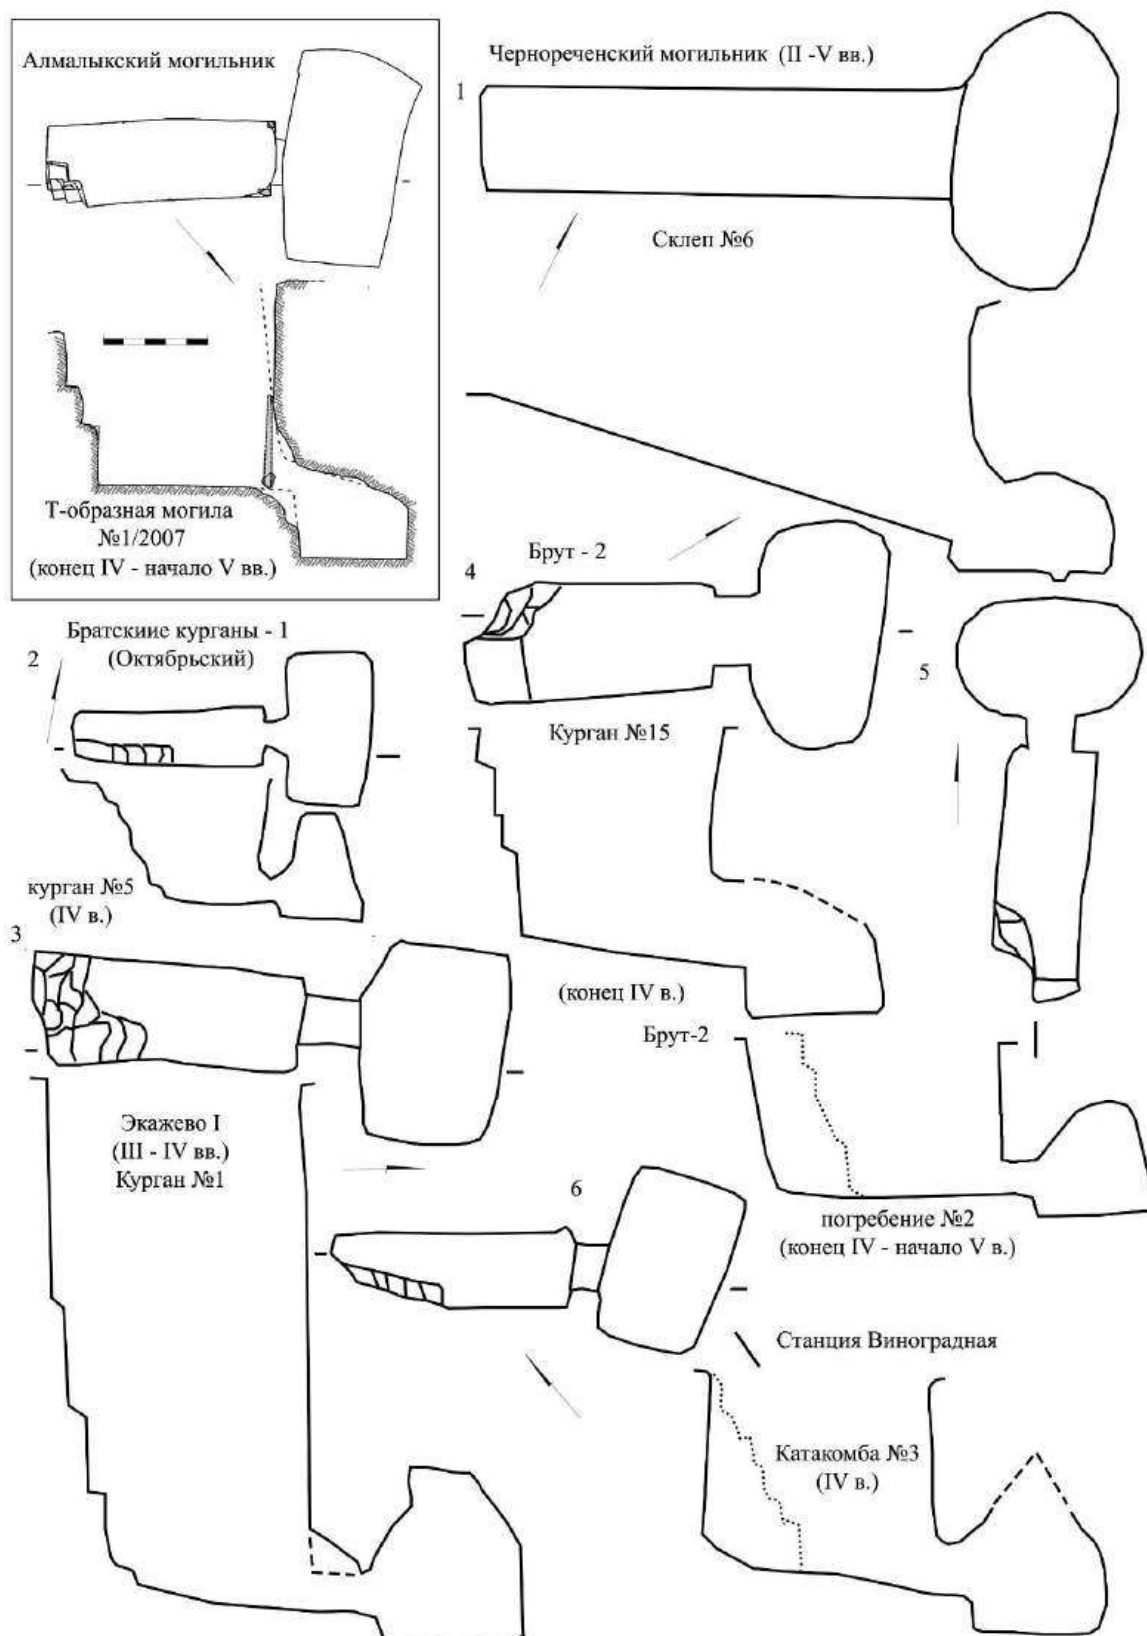 Алмалыкский могильник
Т-образная могила
№1/2007
(конец IV - начало V вв.)
Чернореченский могильник (II -V вв.)
1
Склеп №6
2
Братскиие курганы - 1
(Октябрьский)
курган №5
(IV в.)
3
Экажево I
(III - IV вв.)
Курган №1
4
Брут - 2
Курган №15
(конец IV в.)
5
Брут-2
погребение №2
(конец IV - начало V в.)
6
Станция Виноградная
Катакомба №3
(IV в.)